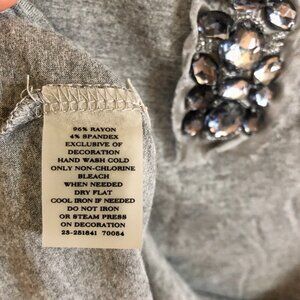 96% RAYON
4% SPANDEX
EXCLUSIVE OF
DECORATION
HAND WASH COLD
ONLY NON-CHLORINE
BLEACH
WHEN NEEDED
DRY FLAT
COOL IRON IF NEEDED
DO NOT IRON
OR STEAM PRESS
ON DECORATION
23-251841 70084